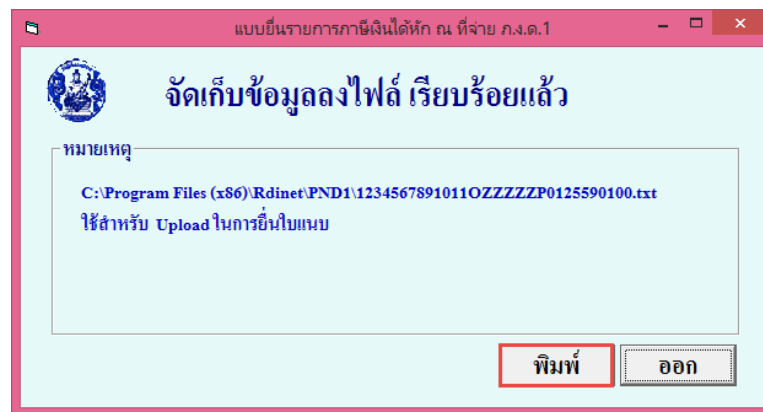 แบบยื่นรายการภาษีเงินได้หัก ณ ที่จ่าย ภ.ง.ด.1
จัดเก็บข้อมูลลงไฟล์ เรียบร้อยแล้ว
หมายเหตุ
C:\Program Files (x86)\Rdinet\PND1\1234567891011OZZZZZP0125590100.txt
ใช้สำหรับ Upload ในการยื่นใบแนบ
พิมพ์ ออก